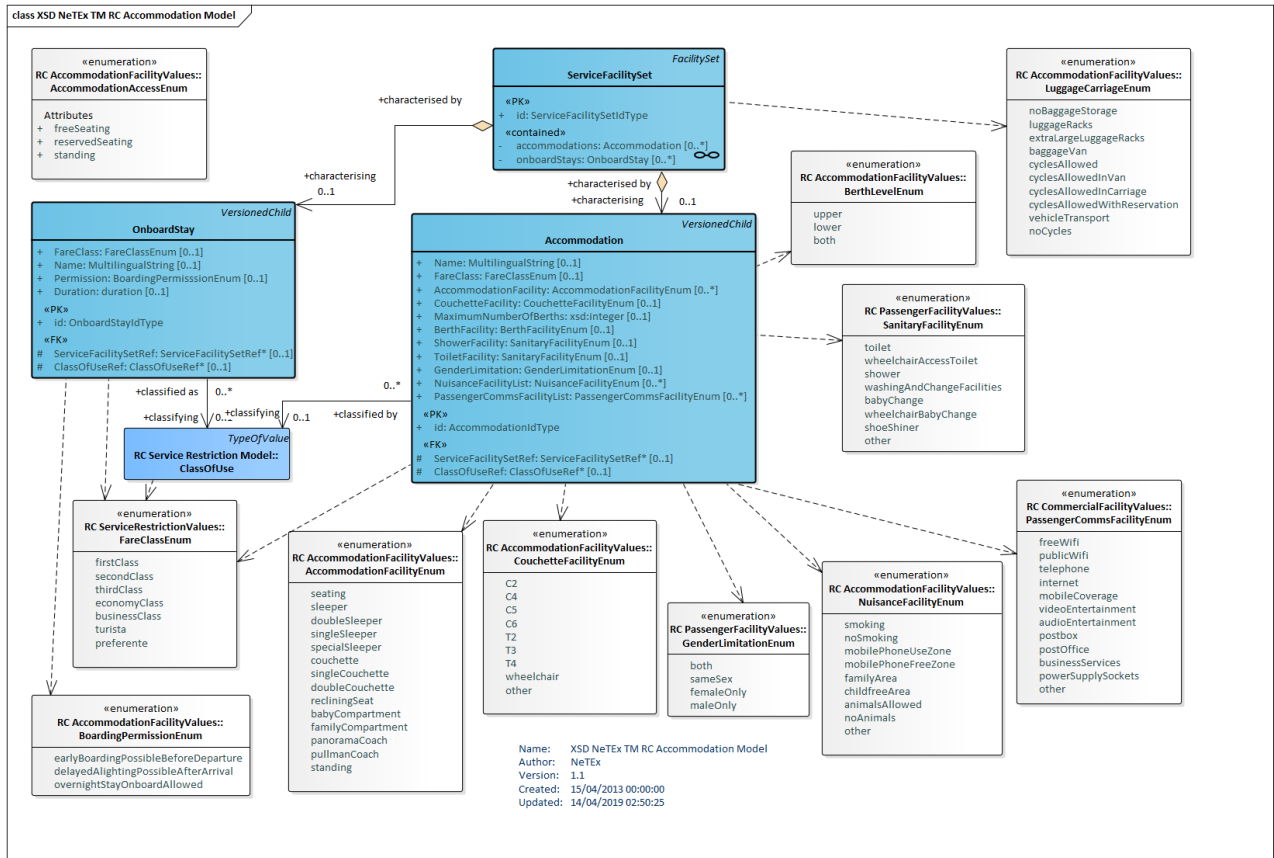 class XSD NeTEx TM RC Accommodation Model
«enumeration»
RC AccommodationFacilityValues::
AccommodationAccessEnum
Attributes
+ freeSeating
+ reservedSeating
+ standing
FacilitySet
ServiceFacilitySet
«PK»
+ id: ServiceFacilitySetIdType
«contained»
- accommodations: Accommodation [0..*]
- onboardStays: OnboardStay [0..*]
«enumeration»
RC AccommodationFacilityValues::
LuggageCarriageEnum
noBaggageStorage
luggageRacks
extraLargeLuggageRacks
baggageVan
cyclesAllowed
cyclesAllowedInVan
cyclesAllowedInCarriage
cyclesAllowedWithReservation
vehicleTransport
noCycles
+characterised by
+characterising
0..1
+characterised by
+characterising
0..1
«enumeration»
RC AccommodationFacilityValues::
BerthLevelEnum
upper
lower
both
VersionedChild
OnboardStay
+ FareClass: FareClassEnum [0..1]
+ Name: MultilingualString [0..1]
+ Permission: BoardingPermisssionEnum [0..1]
+ Duration: duration [0..1]
«PK»
+ id: OnboardStayIdType
«FK»
# ServiceFacilitySetRef: ServiceFacilitySetRef* [0..1]
# ClassOfUseRef: ClassOfUseRef* [0..1]
VersionedChild
Accommodation
+ Name: MultilingualString [0..1]
+ FareClass: FareClassEnum [0..1]
+ AccommodationFacility: AccommodationFacilityEnum [0..*]
+ CouchetteFacility: CouchetteFacilityEnum [0..1]
+ MaximumNumberOfBerths: xsd:integer [0..1]
+ BerthFacility: BerthFacilityEnum [0..1]
+ ShowerFacility: SanitaryFacilityEnum [0..1]
+ ToiletFacility: SanitaryFacilityEnum [0..1]
+ GenderLimitation: GenderLimitationEnum [0..1]
+ NuisanceFacilityList: NuisanceFacilityEnum [0..*]
+ PassengerCommsFacilityList: PassengerCommsFacilityEnum [0..*]
«PK»
+ id: AccommodationIdType
«FK»
# ServiceFacilitySetRef: ServiceFacilitySetRef* [0..1]
# ClassOfUseRef: ClassOfUseRef* [0..1]
«enumeration»
RC PassengerFacilityValues::
SanitaryFacilityEnum
toilet
wheelchairAccessToilet
shower
washingAndChangeFacilities
babyChange
wheelchairBabyChange
shoeShiner
other
+classified as
0..*
+classifying
0..1
+classifying
0..1
0..*
+classified by
TypeOfValue
RC Service Restriction Model::
ClassOfUse
«enumeration»
RC ServiceRestrictionValues::
FareClassEnum
firstClass
secondClass
thirdClass
economyClass
businessClass
turista
preferente
«enumeration»
RC AccommodationFacilityValues::
AccommodationFacilityEnum
seating
sleeper
doubleSleeper
singleSleeper
specialSleeper
couchette
singleCouchette
doubleCouchette
recliningSeat
babyCompartment
familyCompartment
panoramaCoach
pullmanCoach
standing
«enumeration»
RC AccommodationFacilityValues::
CouchetteFacilityEnum
C2
C4
C5
C6
T2
T3
T4
wheelchair
other
«enumeration»
RC PassengerFacilityValues::
GenderLimitationEnum
both
sameSex
femaleOnly
maleOnly
«enumeration»
RC AccommodationFacilityValues::
NuisanceFacilityEnum
smoking
noSmoking
mobilePhoneUseZone
mobilePhoneFreeZone
familyArea
childfreeArea
animalsAllowed
noAnimals
other
«enumeration»
RC CommercialFacilityValues::
PassengerCommsFacilityEnum
freeWifi
publicWifi
telephone
internet
mobileCoverage
videoEntertainment
audioEntertainment
postbox
postOffice
businessServices
powerSupplySockets
other
«enumeration»
RC AccommodationFacilityValues::
BoardingPermissionEnum
earlyBoardingPossibleBeforeDeparture
delayedAlightingPossibleAfterArrival
overnightStayOnboardAllowed
Name: XSD NeTEx TM RC Accommodation Model
Author: NeTEx
Version: 1.1
Created: 15/04/2013 00:00:00
Updated: 14/04/2019 02:50:25